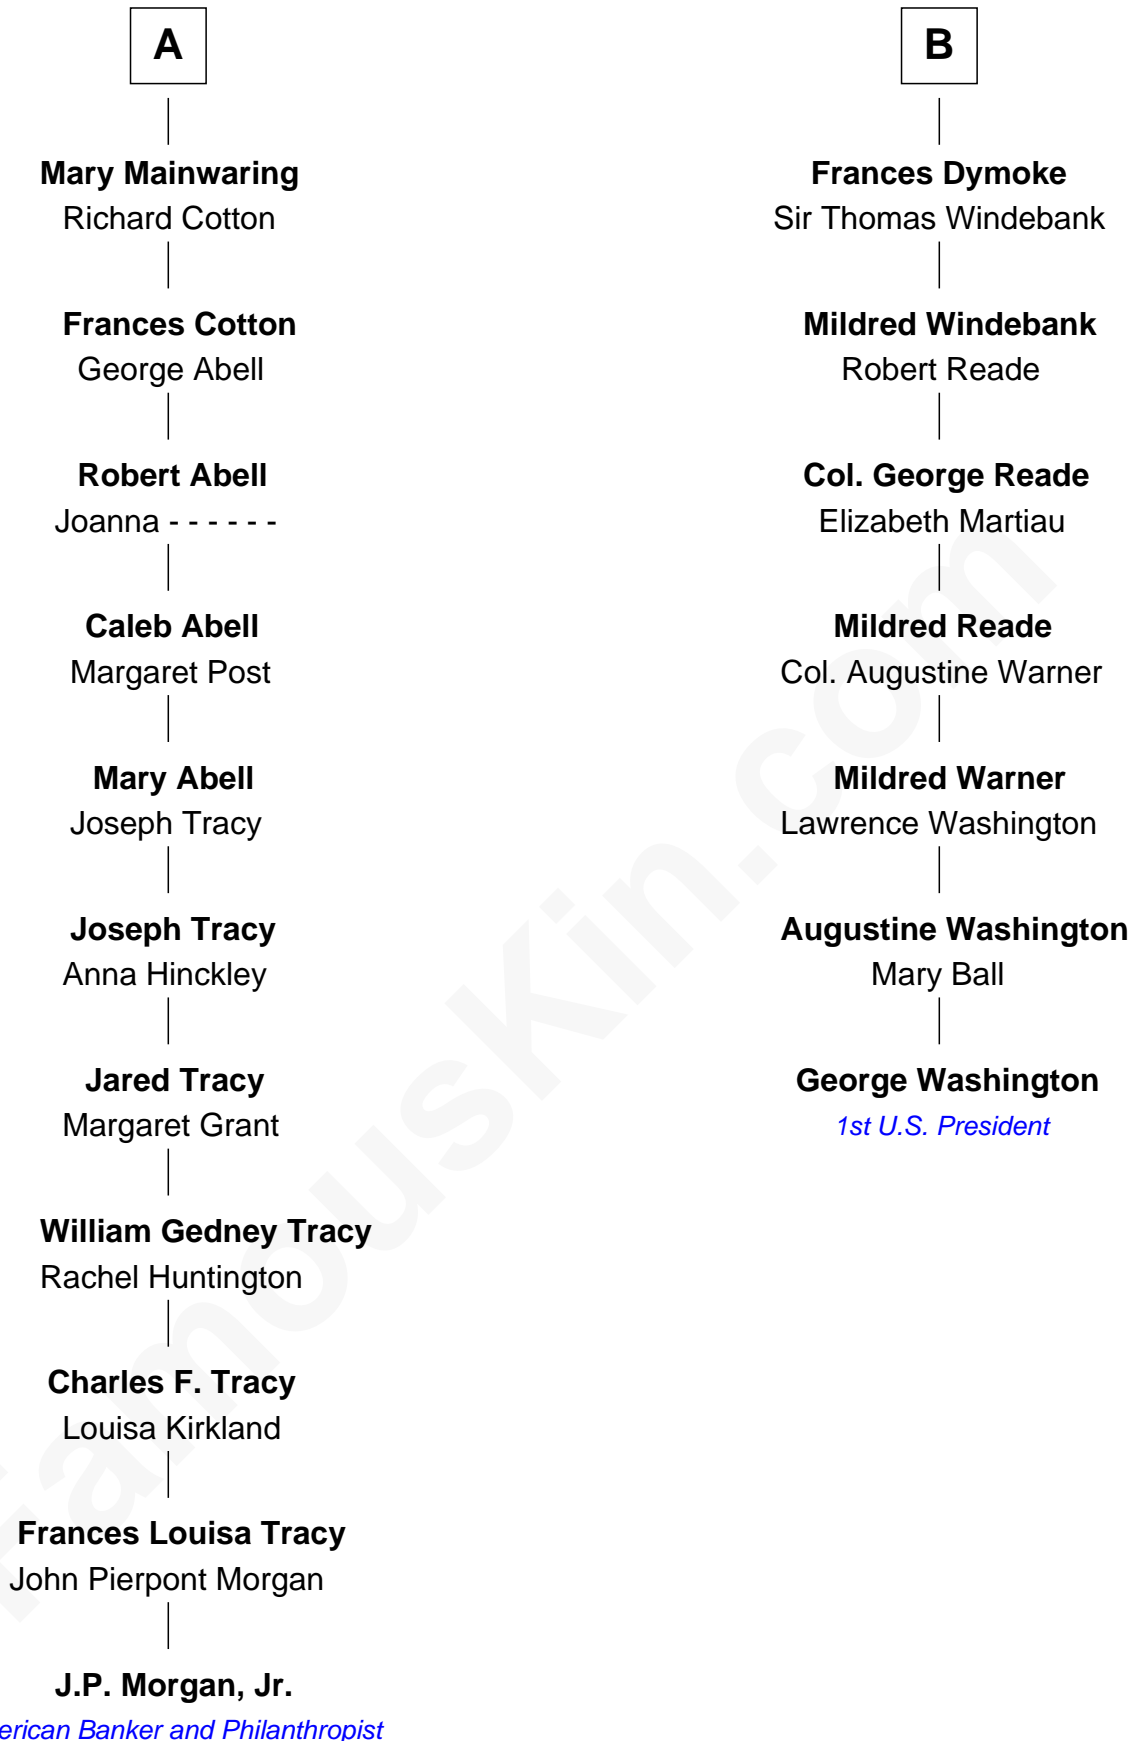 A
Mary Mainwaring
Richard Cotton
Frances Cotton
George Abell
Robert Abell
Joanna - - - - - -
Caleb Abell
Margaret Post
Mary Abell
Joseph Tracy
Joseph Tracy
Anna Hinckley
Jared Tracy
Margaret Grant
William Gedney Tracy
Rachel Huntington
Charles F. Tracy
Louisa Kirkland
Frances Louisa Tracy
John Pierpont Morgan
J.P. Morgan, Jr.
erican Banker and Philanthropist
B
Frances Dymoke
Sir Thomas Windebank
Mildred Windebank
Robert Reade
Col. George Reade
Elizabeth Martiau
Mildred Reade
Col. Augustine Warner
Mildred Warner
Lawrence Washington
Augustine Washington
Mary Ball
George Washington
1st U.S. President
FamousKin.com